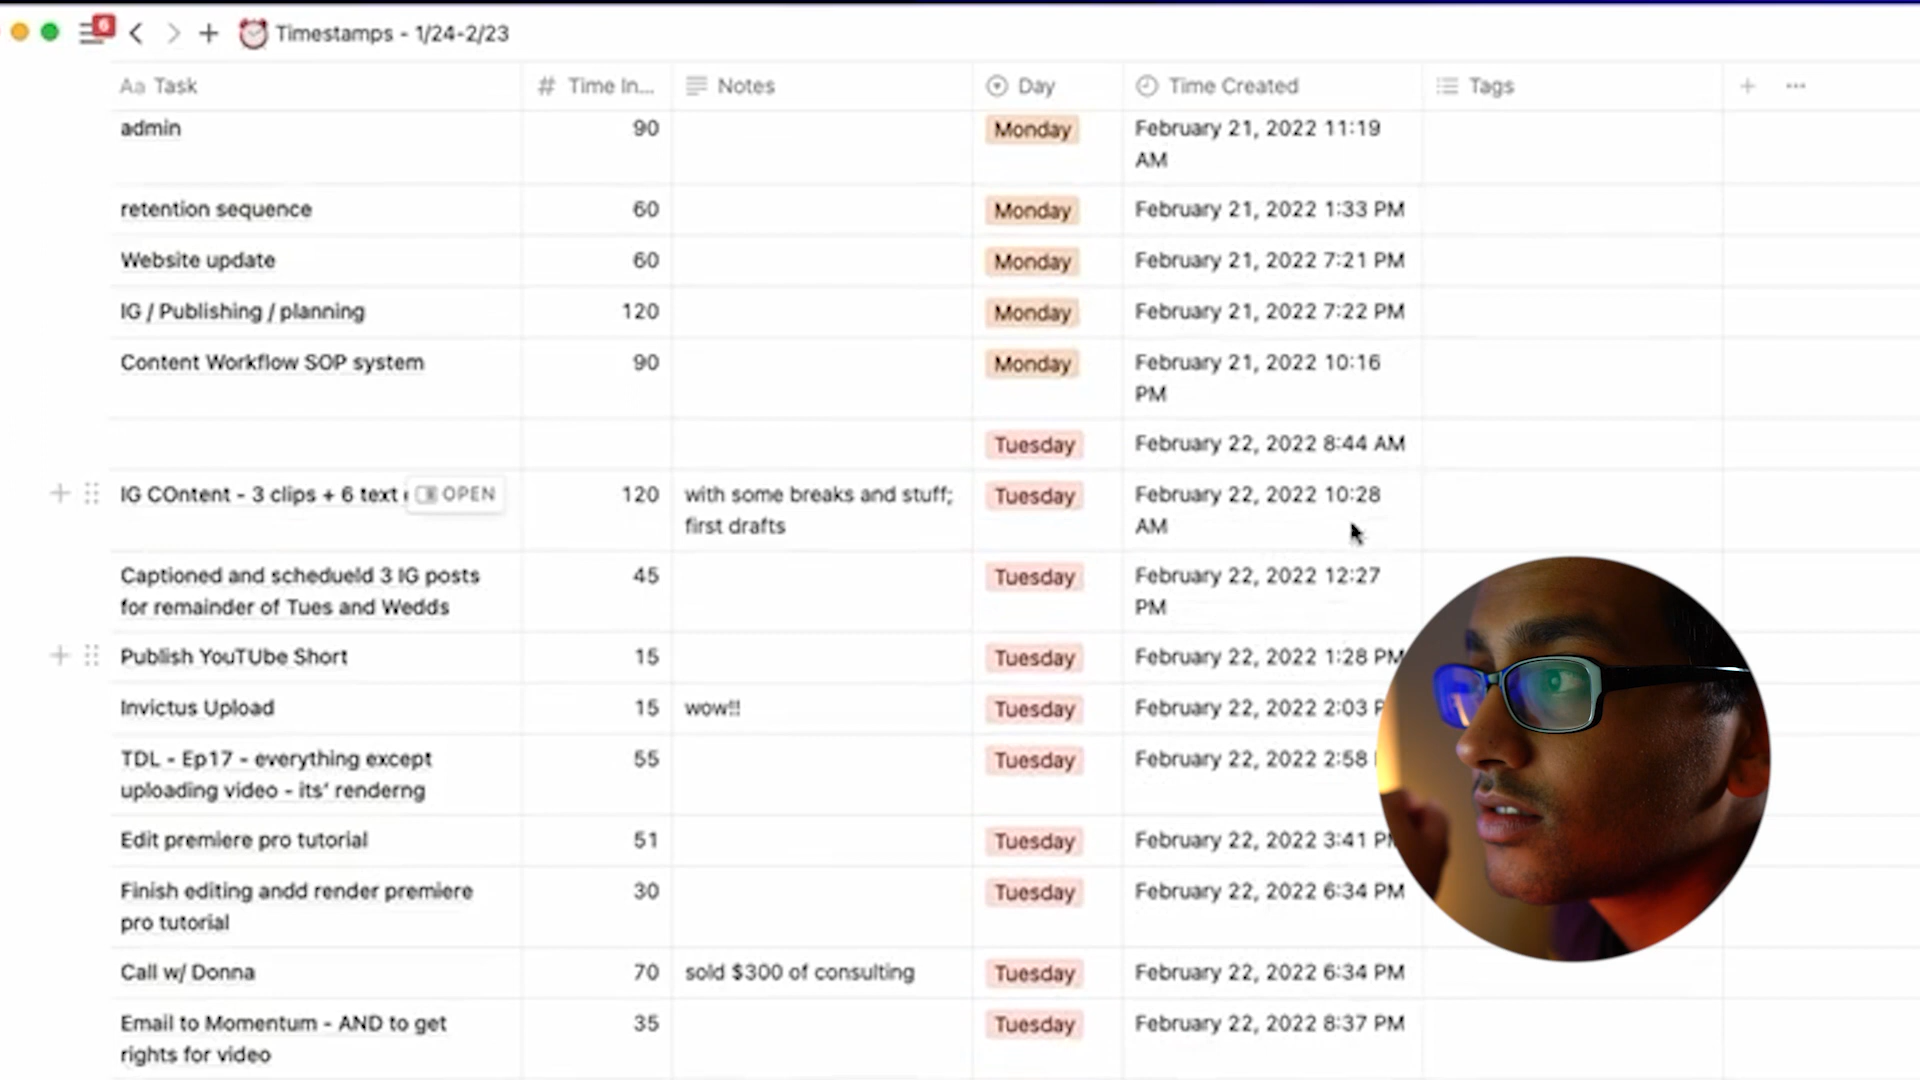 6
Timestamps - 1/24-2/23
Aa Task
# Time In...
Notes
Day
Time Created
Tags
admin
90
Monday
February 21, 2022 11:19
AM
retention sequence
60
Monday
February 21, 2022 1:33 PM
Website update
60
Monday
February 21, 2022 7:21 PM
IG / Publishing / planning
120
Monday
February 21, 2022 7:22 PM
Content Workflow SOP system
90
Monday
February 21, 2022 10:16
PM
Tuesday
February 22, 2022 8:44 AM
IG COntent - 3 clips + 6 text
OPEN
120
with some breaks and stuff;
first drafts
Tuesday
February 22, 2022 10:28
AM
Captioned and schedueld 3 IG posts
for remainder of Tues and Wedds
45
Tuesday
February 22, 2022 12:27
PM
Publish YouTUbe Short
15
Tuesday
February 22, 2022 1:28 PM
Invictus Upload
15
wow!!
Tuesday
February 22, 2022 2:03 P
TDL - Ep17 - everything except
uploading video - its' renderng
55
Tuesday
February 22, 2022 2:58
Edit premiere pro tutorial
51
Tuesday
February 22, 2022 3:41 PM
Finish editing andd render premiere
pro tutorial
30
Tuesday
February 22, 2022 6:34 PM
Call w/ Donna
70
sold $300 of consulting
Tuesday
February 22, 2022 6:34 PM
Email to Momentum - AND to get
rights for video
35
Tuesday
February 22, 2022 8:37 PM